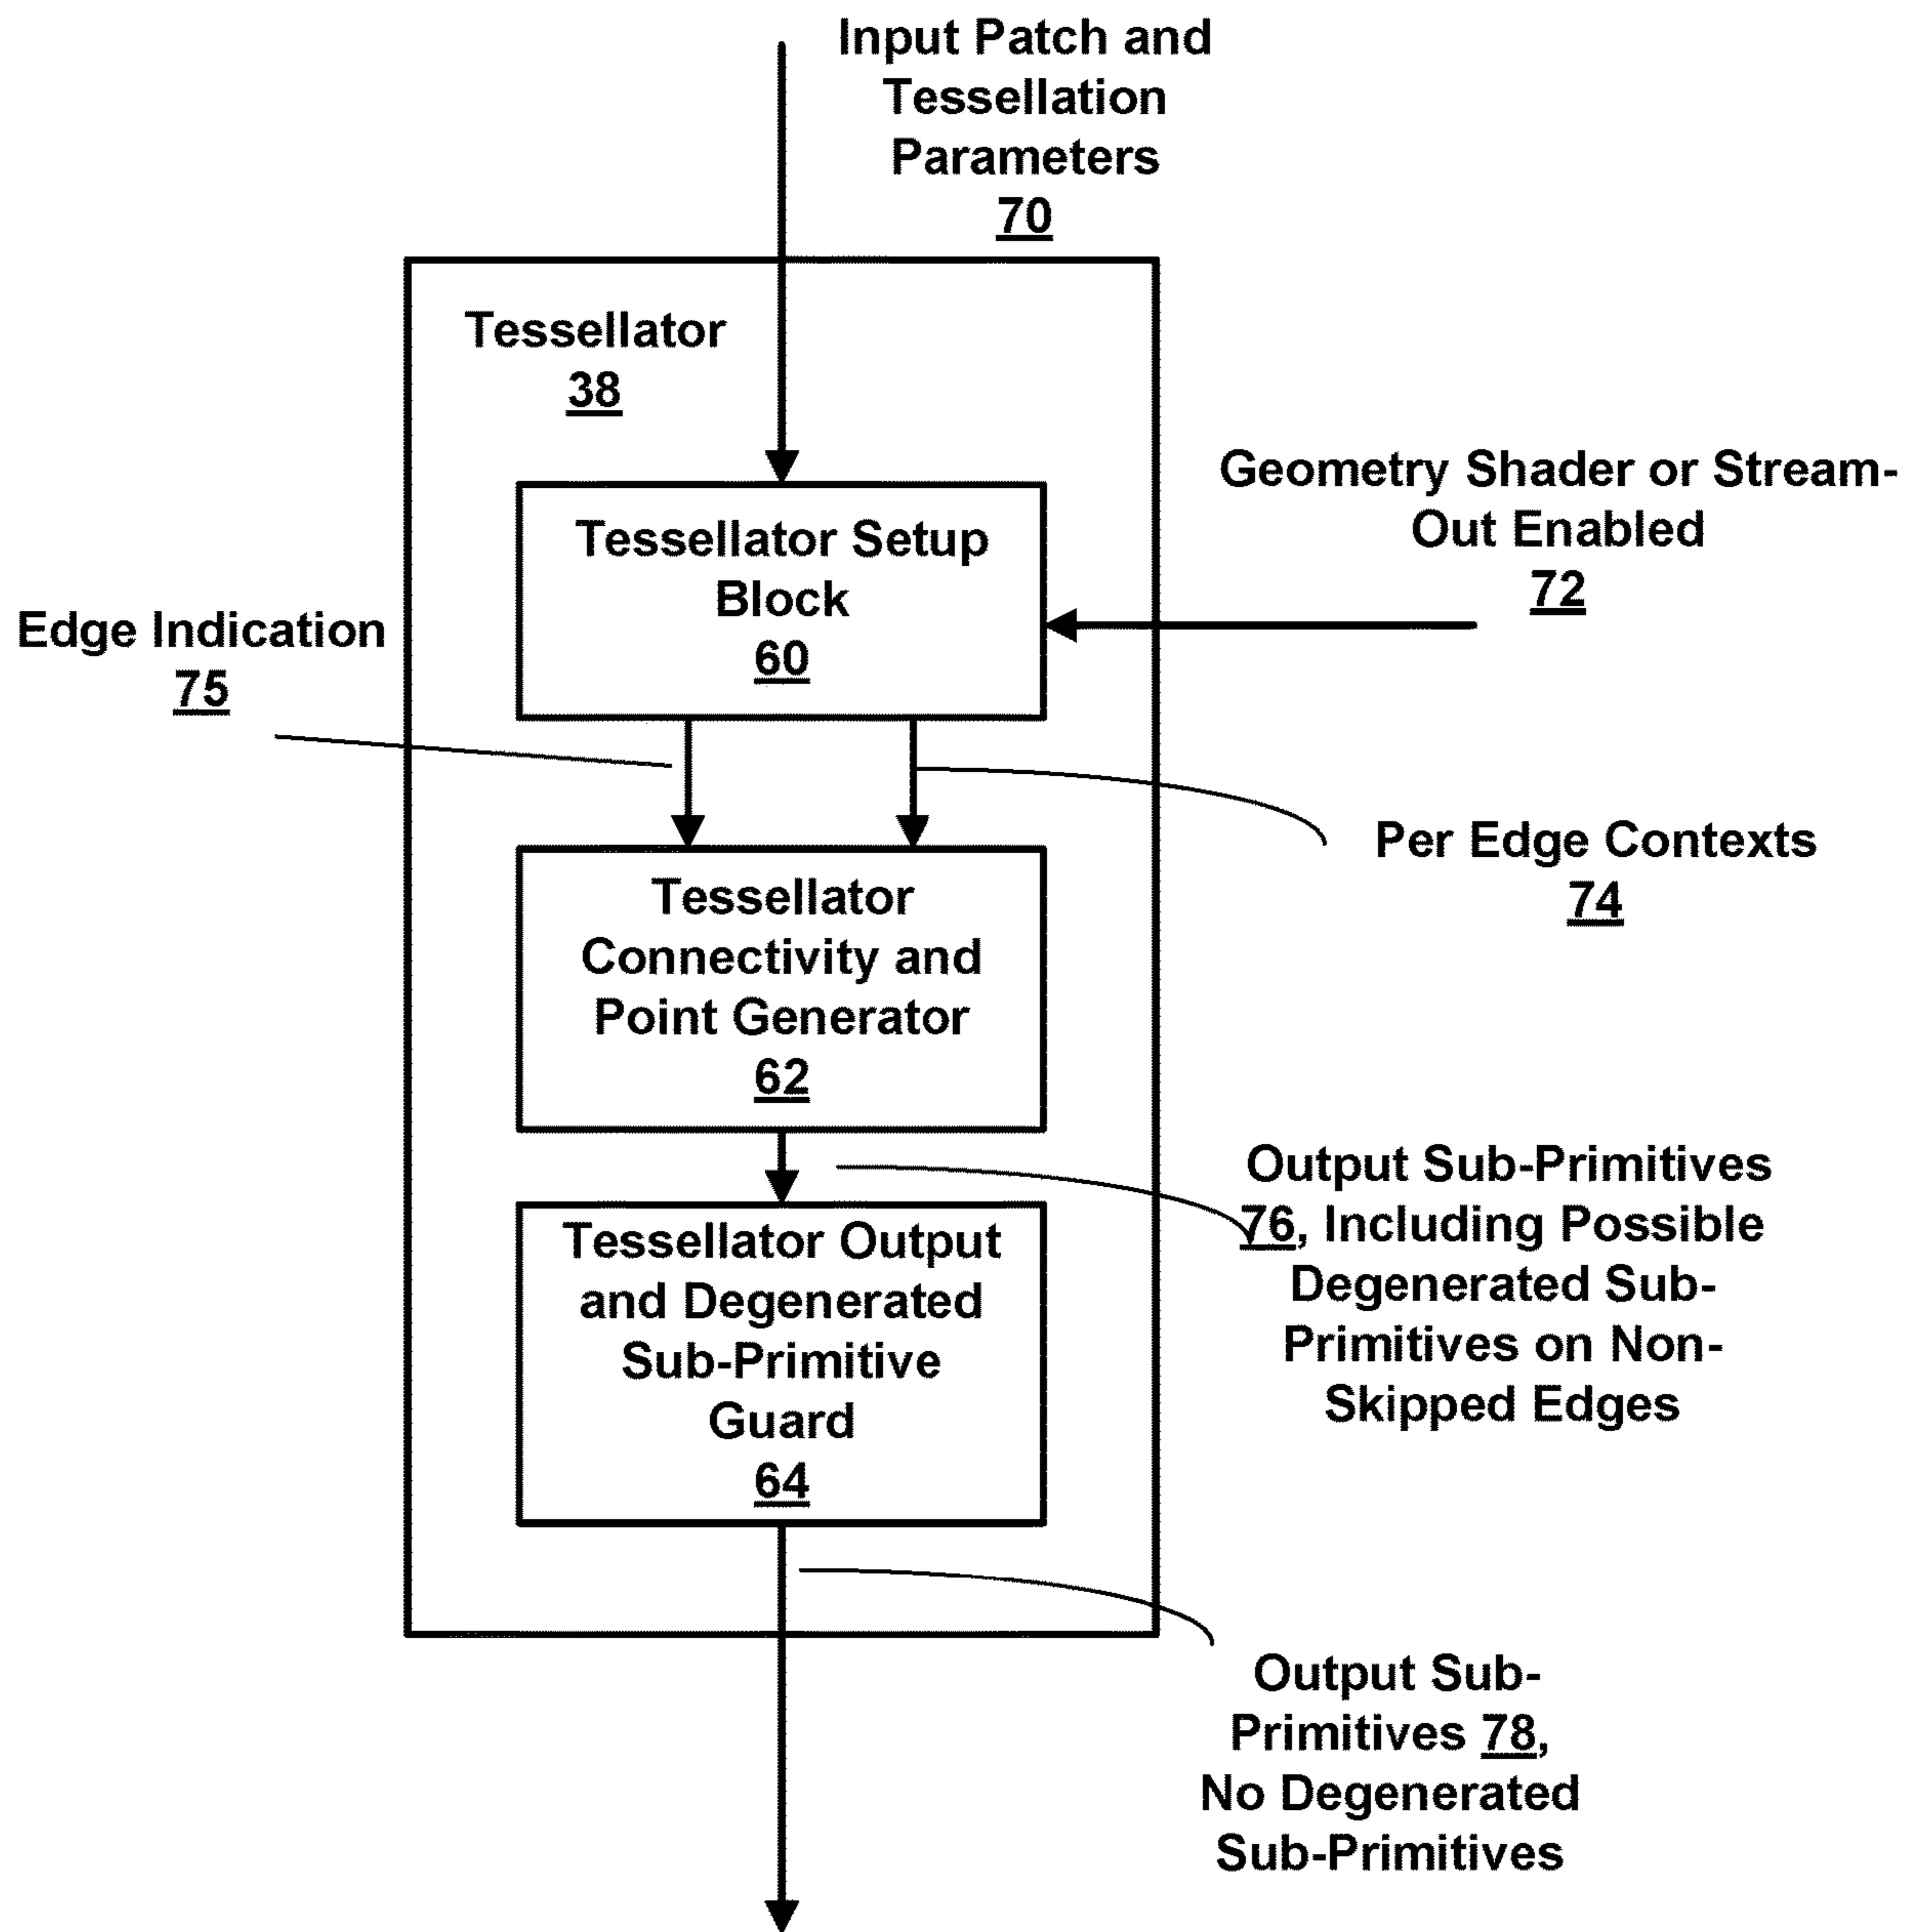 Input Patch and
Tessellation
Parameters
70
Tessellator
38
Geometry Shader or Stream-
Out Enabled
72
Tessellator Setup
Block
60
Edge Indication
75
Per Edge Contexts
74
Tessellator
Connectivity and
Point Generator
62
Output Sub-Primitives
76, Including Possible
Degenerated Sub-
Primitives on Non-
Skipped Edges
Tessellator Output
and Degenerated
Sub-Primitive
Guard
64
Output Sub-
Primitives 78,
No Degenerated
Sub-Primitives